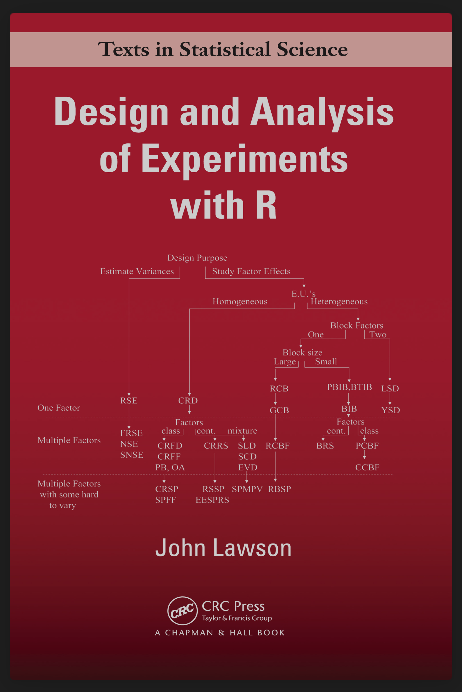 Texts in Statistical Science
Design and Analysis
of Experiments
with R
Design Purpose
Estimate Variances Study Factor Effects
E.U.'s
Homogeneous Heterogeneous
Block Factors
One Two
Block size
Large Small
RCB PBIB,BTIB LSD
One Factor RSE CRD GCB BIB YSD
Factors Factors
class cont. mixture cont. class
Multiple Factors FRSE CRFD CRRS SLD RCBF BRS PCBF
NSE CRFF SCD
SNSE PB, OA EVD CCBF
Multiple Factors
with some hard
to vary
CRSP RSSP SPMPV RBSP
SPFF EESPRS
John Lawson
CRC CRC Press
Taylor & Francis Group
A CHAPMAN & HALL BOOK